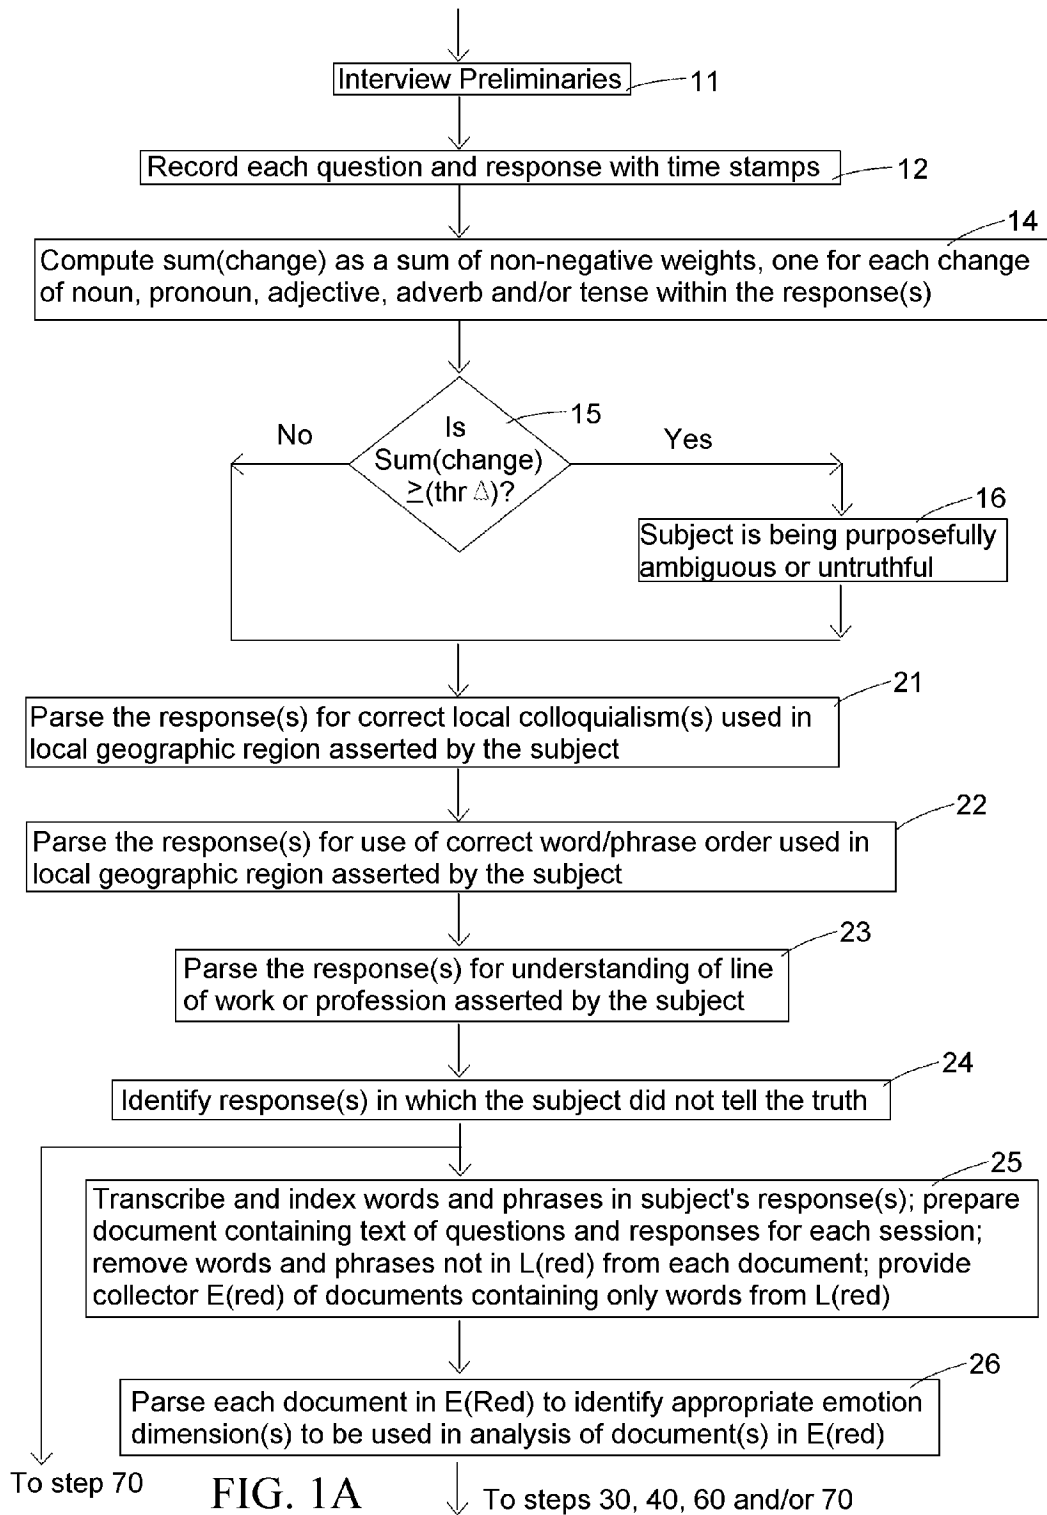 Interview Preliminaries
11
Record each question and response with time stamps
12
14
Compute sum(change) as a sum of non-negative weights, one for each change
of noun, pronoun, adjective, adverb and/or tense within the response(s)
15
No
Is
Sum(change)
≥(thr Δ)?
Yes
16
Subject is being purposefully
ambiguous or untruthful
21
Parse the response(s) for correct local colloquialism(s) used in
local geographic region asserted by the subject
22
Parse the response(s) for use of correct word/phrase order used in
local geographic region asserted by the subject
23
Parse the response(s) for understanding of line
of work or profession asserted by the subject
24
Identify response(s) in which the subject did not tell the truth
25
Transcribe and index words and phrases in subject's response(s); prepare
document containing text of questions and responses for each session;
remove words and phrases not in L(red) from each document; provide
collector E(red) of documents containing only words from L(red)
26
Parse each document in E(Red) to identify appropriate emotion
dimension(s) to be used in analysis of document(s) in E(red)
To step 70
FIG. 1A
To steps 30, 40, 60 and/or 70